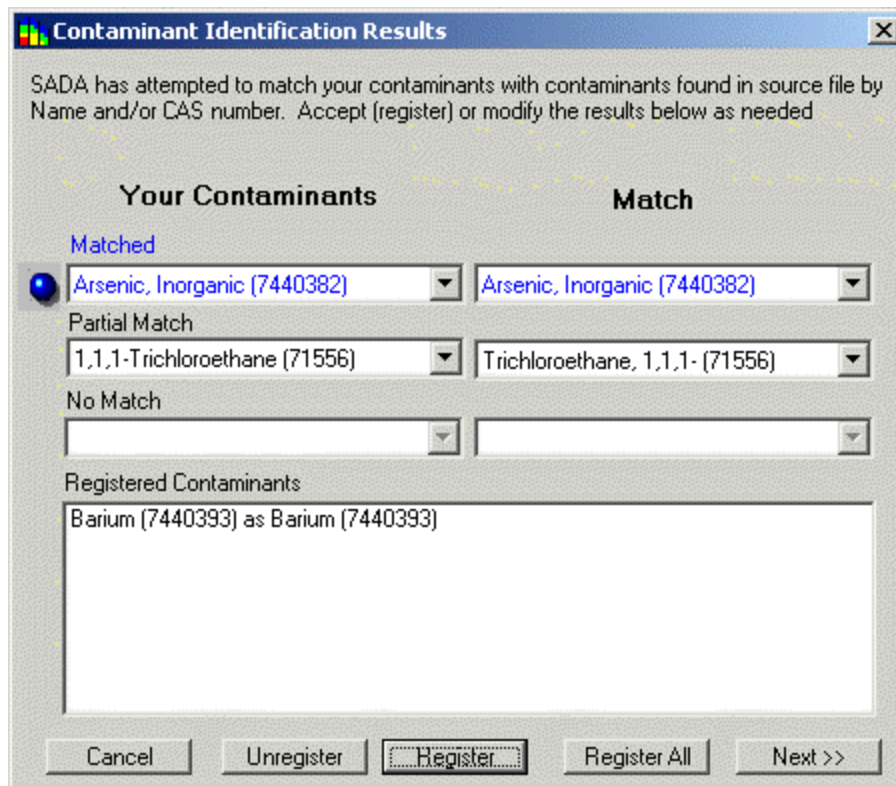 Contaminant Identification Results
SADA has attempted to match your contaminants with contaminants found in source file by
Name and/or CAS number.  Accept (register) or modify the results below as needed
Your Contaminants
Match
Matched
Arsenic, Inorganic (7440382)
Arsenic, Inorganic (7440382)
Partial Match
1,1,1-Trichloroethane (71556)
Trichloroethane, 1,1,1- (71556)
No Match
Registered Contaminants
Barium (7440393) as Barium (7440393)
Cancel
Unregister
Register
Register All
Next >>